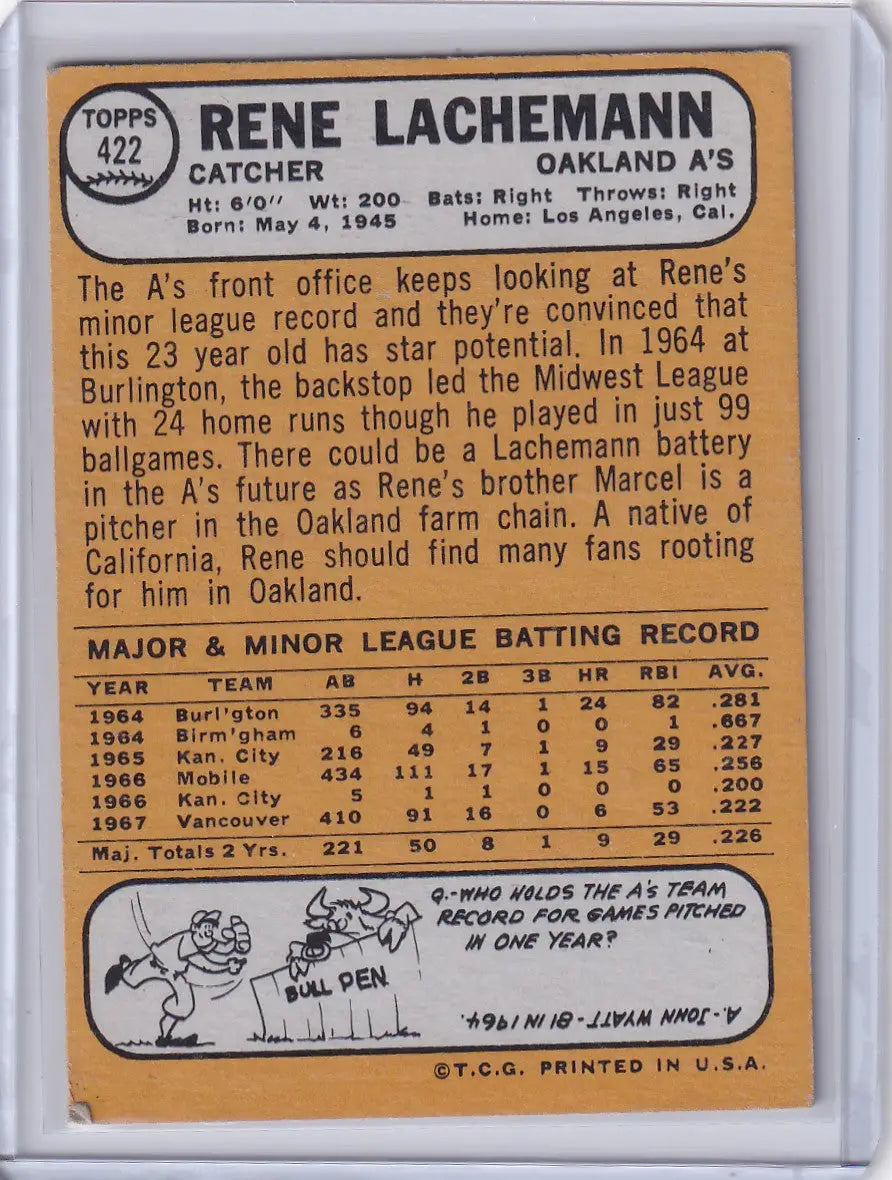 TOPPS
422
RENE LACHEMANN
CATCHER OAKLAND A'S
Ht: 6'0" Wt: 200 Bats: Right Throws: Right
Born: May 4, 1945 Home: Los Angeles, Cal.
The A's front office keeps looking at Rene's
minor league record and they're convinced that
this 23 year old has star potential. In 1964 at
Burlington, the backstop led the Midwest League
with 24 home runs though he played in just 99
ballgames. There could be a Lachemann battery
in the A's future as Rene's brother Marcel is a
pitcher in the Oakland farm chain. A native of
California, Rene should find many fans rooting
for him in Oakland.
MAJOR & MINOR LEAGUE BATTING RECORD
YEAR TEAM AB H 2B 3B HR RBI AVG.
1964 Burl'gton 335 94 14 1 24 82 .281
1964 Birm'gham 6 4 1 0 0 1 .667
1965 Kan. City 216 49 7 1 9 29 .227
1966 Mobile 434 111 17 1 15 65 .256
1966 Kan. City 5 1 1 0 0 0 .200
1967 Vancouver 410 91 16 0 6 53 .222
Maj. Totals 2 Yrs. 221 50 8 1 9 29 .226
Q.-WHO HOLDS THE A's TEAM
RECORD FOR GAMES PITCHED
IN ONE YEAR?
BULL PEN
A.-JOHN WYATT-81 IN 1964.
©T.C.G. PRINTED IN U.S.A.